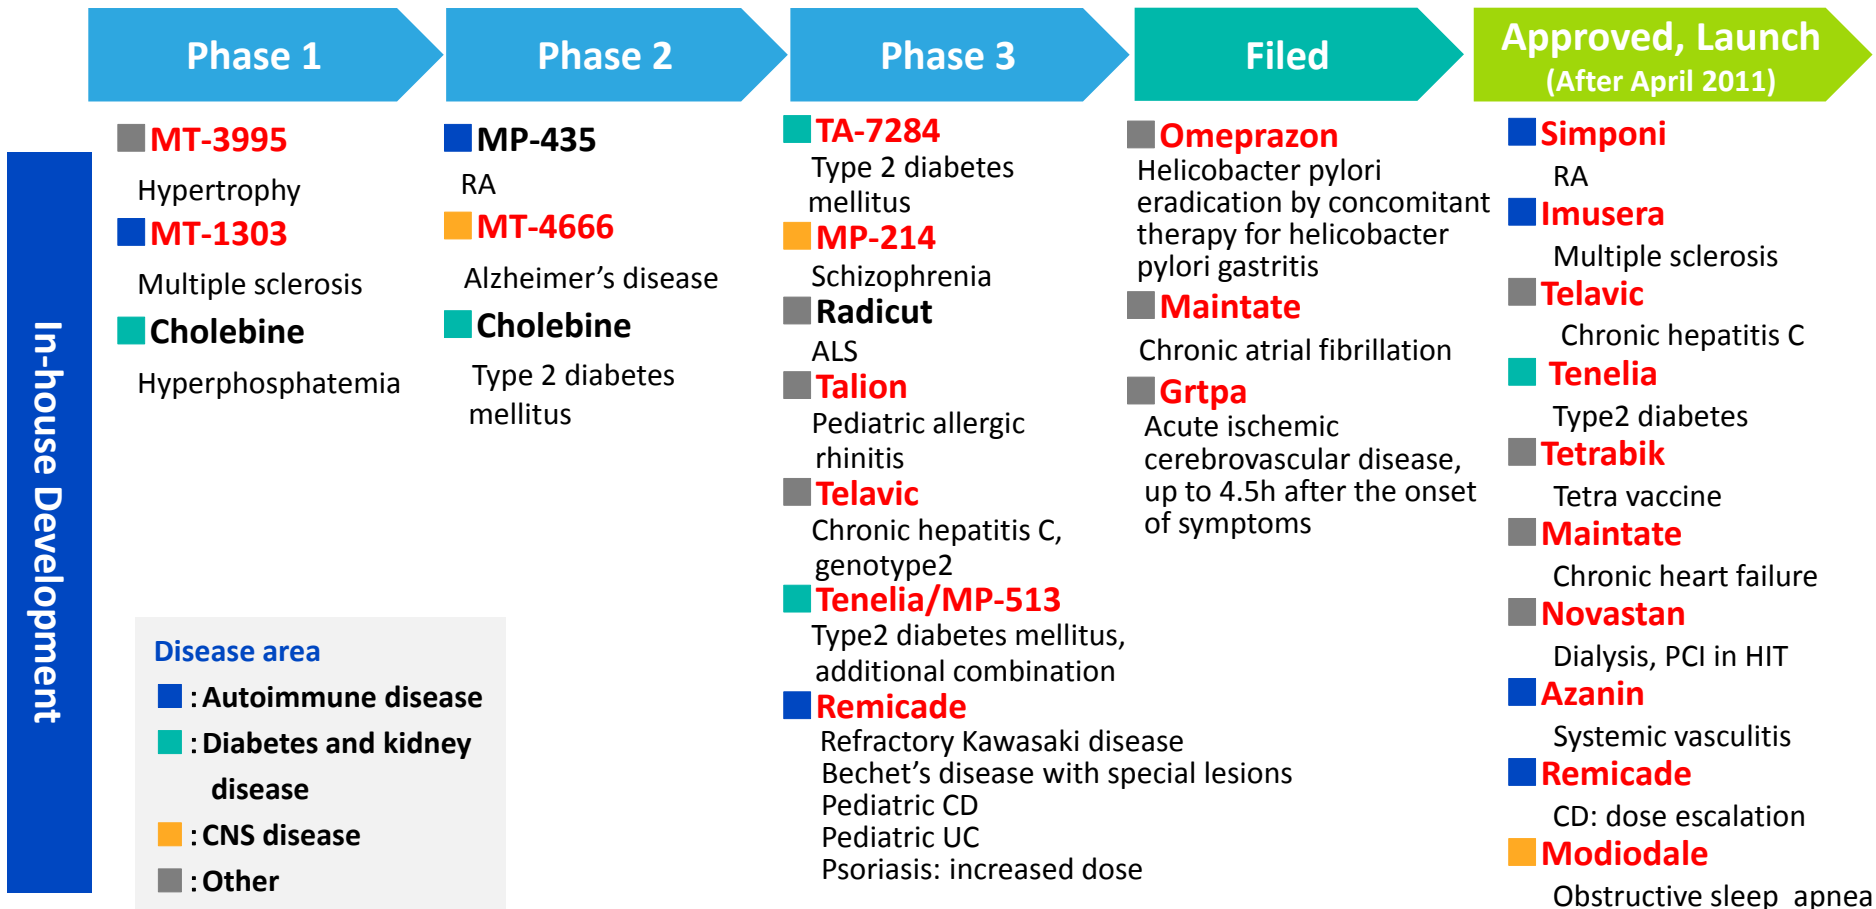 Phase 1
Phase 2
Phase 3
Filed
Approved, Launch
(After April 2011)
In-house Development
MT-3995
Hypertrophy
MT-1303
Multiple sclerosis
Cholebine
Hyperphosphatemia
MP-435
RA
MT-4666
Alzheimer’s disease
Cholebine
Type 2 diabetes
mellitus
TA-7284
Type 2 diabetes
mellitus
MP-214
Schizophrenia
Radicut
ALS
Talion
Pediatric allergic
rhinitis
Telavic
Chronic hepatitis C,
genotype2
Tenelia/MP-513
Type2 diabetes mellitus,
additional combination
Remicade
Refractory Kawasaki disease
Bechet’s disease with special lesions
Pediatric CD
Pediatric UC
Psoriasis: increased dose
Omeprazon
Helicobacter pylori
eradication by concomitant
therapy for helicobacter
pylori gastritis
Maintate
Chronic atrial fibrillation
Grtpa
Acute ischemic
cerebrovascular disease,
up to 4.5h after the onset
of symptoms
Simponi
RA
Imusera
Multiple sclerosis
Telavic
Chronic hepatitis C
Tenelia
Type2 diabetes
Tetrabik
Tetra vaccine
Maintate
Chronic heart failure
Novastan
Dialysis, PCI in HIT
Azanin
Systemic vasculitis
Remicade
CD: dose escalation
Modiodale
Obstructive sleep apnea
Disease area
: Autoimmune disease
: Diabetes and kidney
disease
: CNS disease
: Other